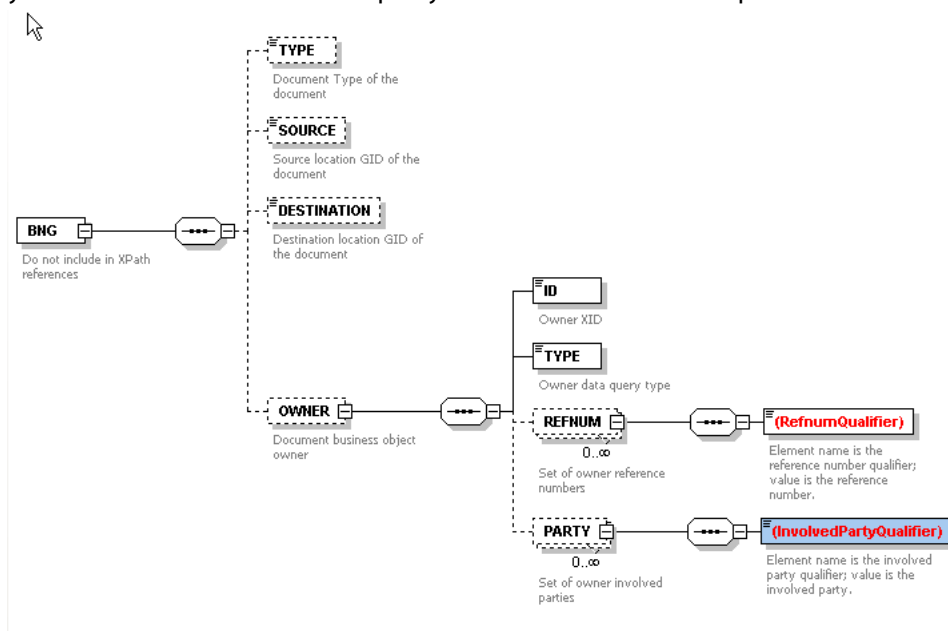 TYPE
Document Type of the
document
SOURCE
Source location GID of the
document
DESTINATION
Destination location GID of
the document
BNG
Do not include in XPath
references
ID
Owner XID
TYPE
Owner data query type
OWNER
Document business object
owner
REFNUM
0..∞
Set of owner reference
numbers
(RefnumQualifier)
Element name is the
reference number qualifier;
value is the reference
number.
PARTY
0..∞
Set of owner involved
parties
(InvolvedPartyQualifier)
Element name is the involved
party qualifier; value is the
involved party.